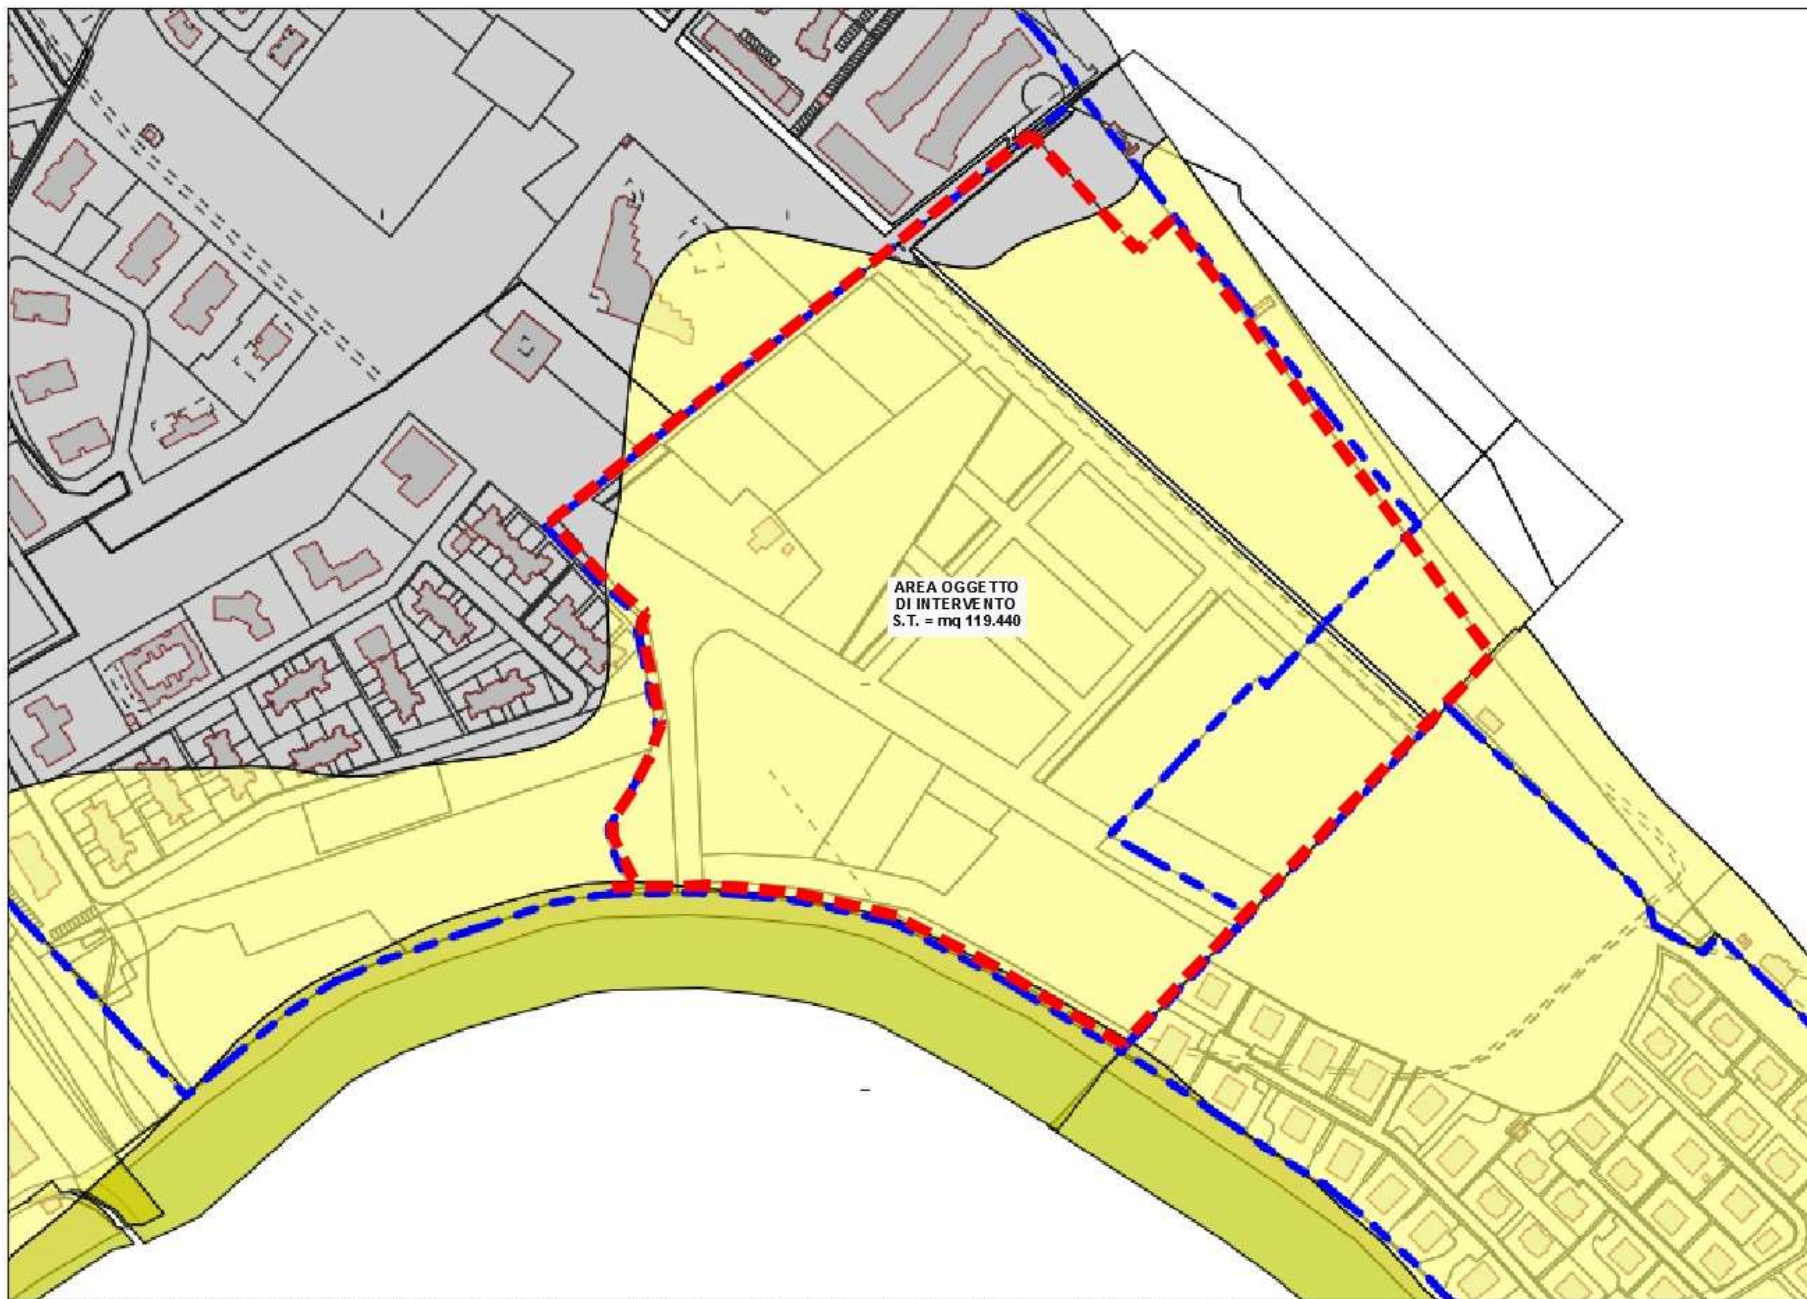 AREA OGGETTO
DI INTERVENTO
S.T. = mq 119.440